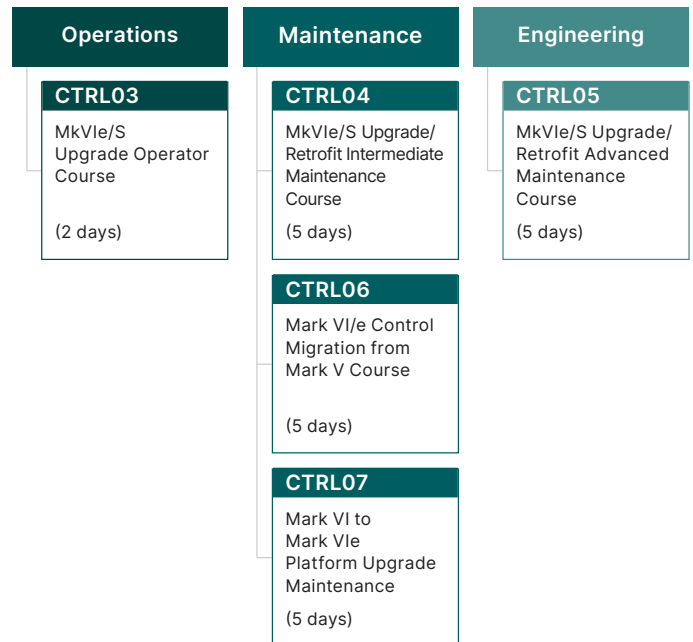 Operations
CTRL03
MkVIe/S
Upgrade Operator
Course
(2 days)
Maintenance
CTRL04
MkVIe/S Upgrade/
Retrofit Intermediate
Maintenance
Course
(5 days)
CTRL06
Mark VI/e Control
Migration from
Mark V Course
(5 days)
CTRL07
Mark VI to
Mark VIe
Platform Upgrade
Maintenance
(5 days)
Engineering
CTRL05
MkVIe/S Upgrade/
Retrofit Advanced
Maintenance
Course
(5 days)